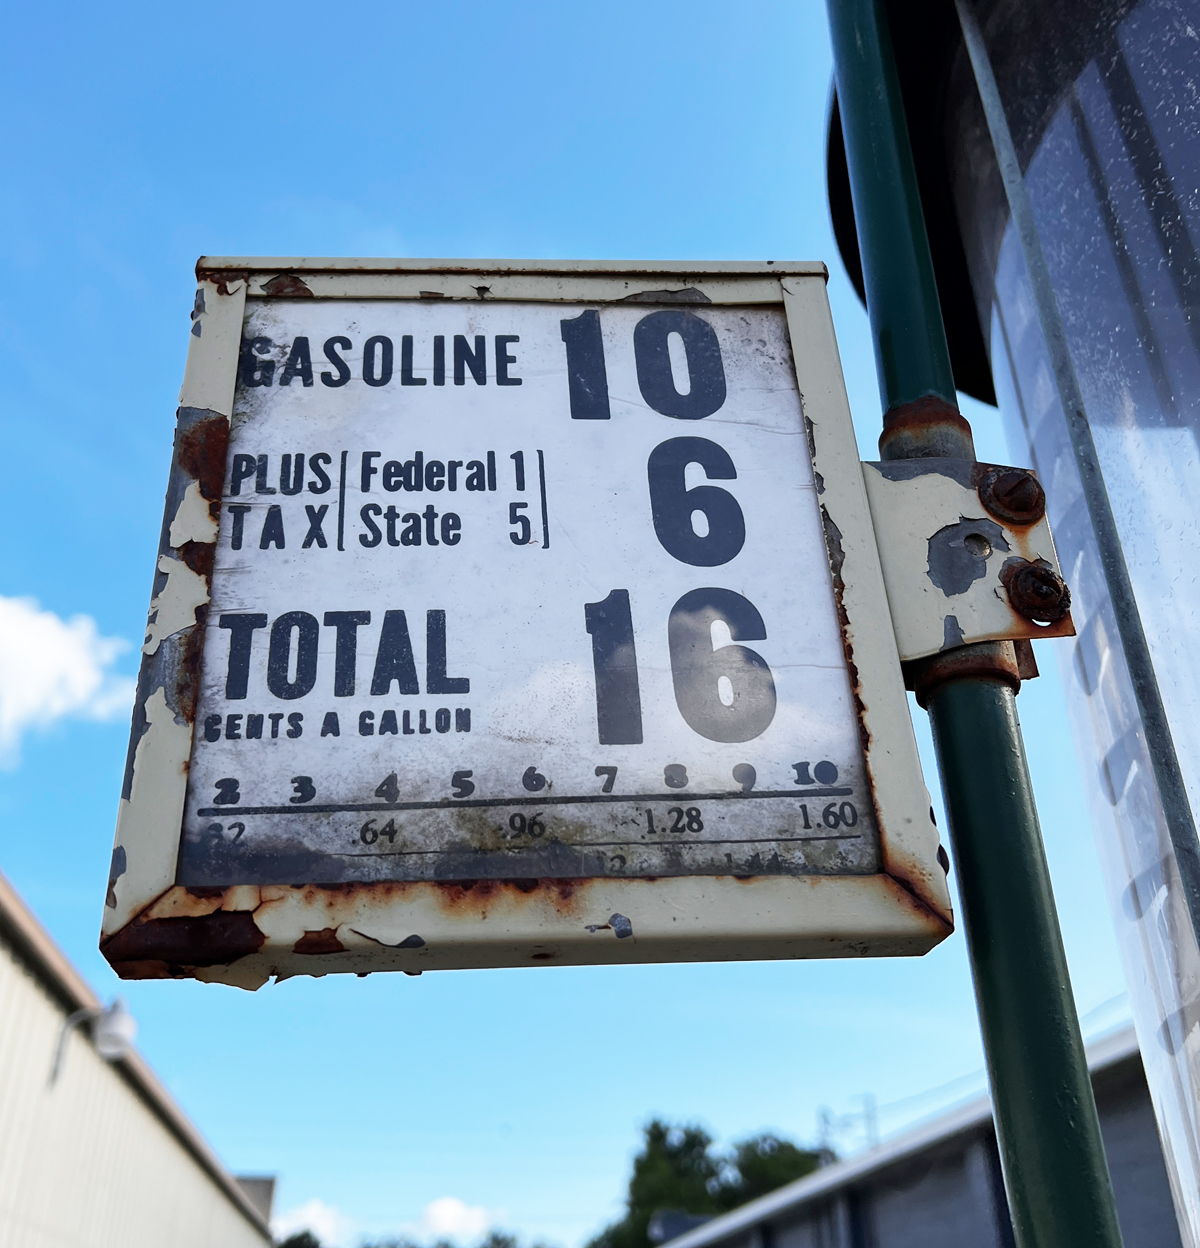 GASOLINE 10
PLUS TAX Federal 1 State 5 6
TOTAL 16
CENTS A GALLON
2 3 4 5 6 7 8 9 10
.32 .64 .96 1.28 1.60